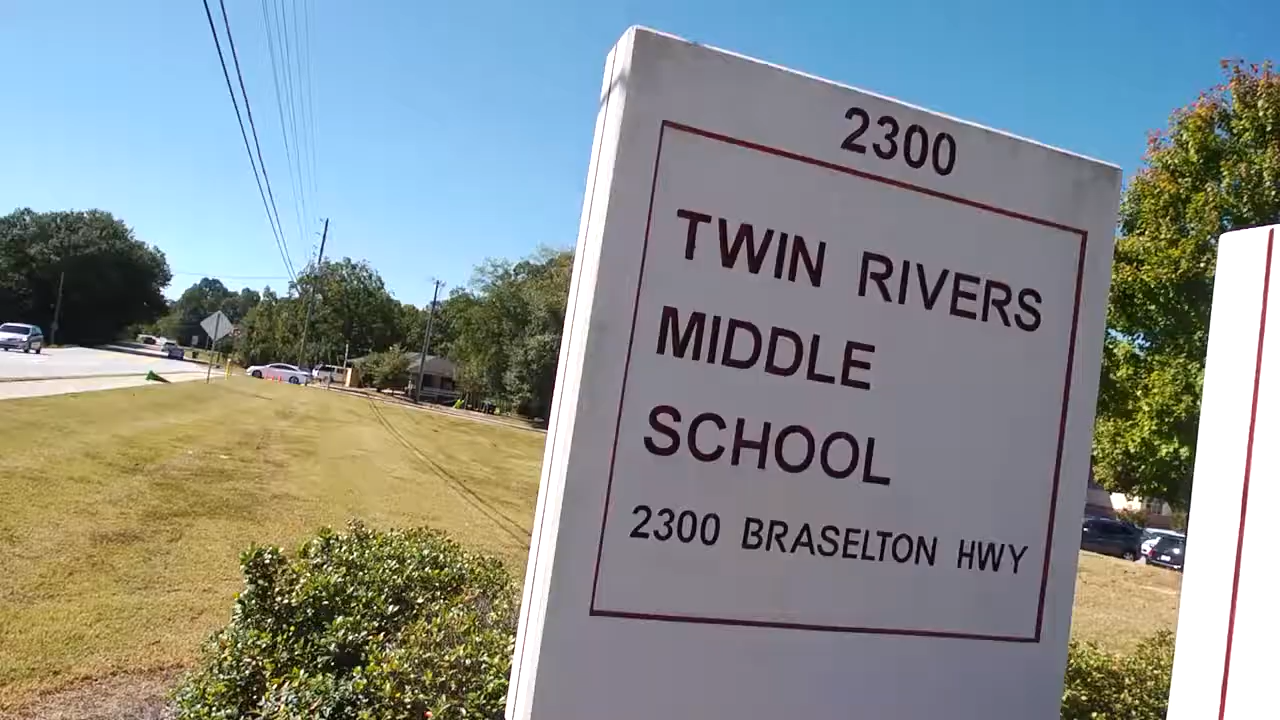 2300
TWIN RIVERS
MIDDLE
SCHOOL
2300 BRASELTON HWY